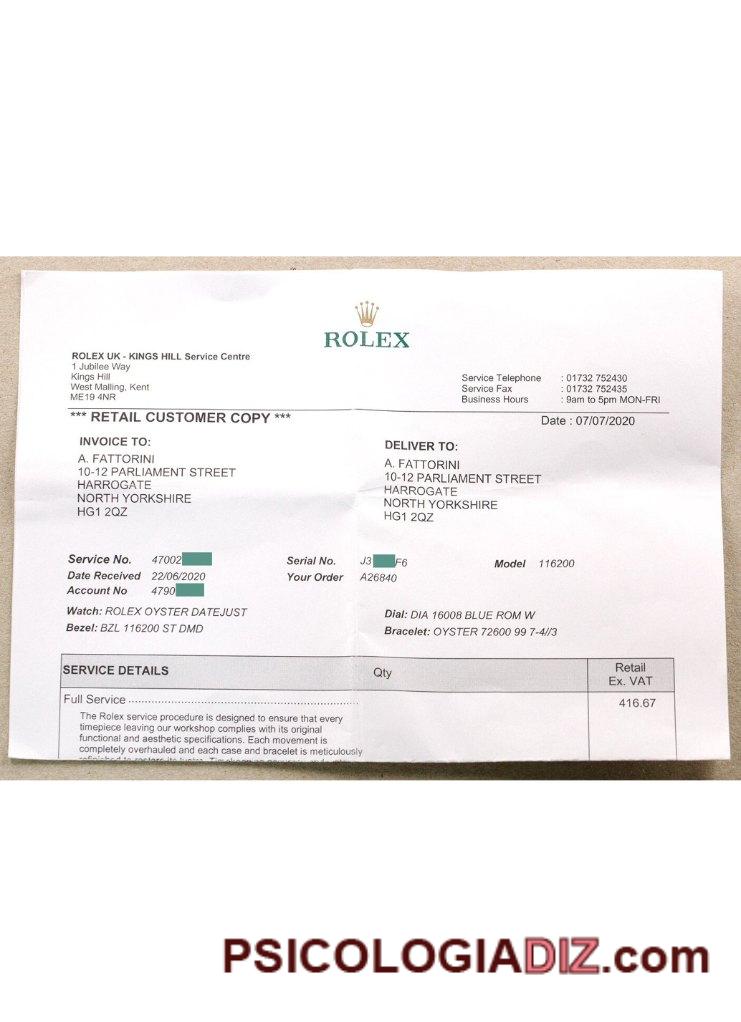 ROLEX
ROLEX UK - KINGS HILL Service Centre
1 Jubilee Way
Kings Hill
West Malling, Kent
ME19 4NR
Service Telephone : 01732 752430
Service Fax : 01732 752435
Business Hours : 9am to 5pm MON-FRI
*** RETAIL CUSTOMER COPY ***
Date : 07/07/2020
INVOICE TO:
A. FATTORINI
10-12 PARLIAMENT STREET
HARROGATE
NORTH YORKSHIRE
HG1 2QZ
DELIVER TO:
A. FATTORINI
10-12 PARLIAMENT STREET
HARROGATE
NORTH YORKSHIRE
HG1 2QZ
Service No. 47002 Serial No. J3 F6 Model 116200
Date Received 22/06/2020 Your Order A26840
Account No 4790
Watch: ROLEX OYSTER DATEJUST Dial: DIA 16008 BLUE ROM W
Bezel: BZL 116200 ST DMD Bracelet: OYSTER 72600 99 7-4//3
SERVICE DETAILS Qty Retail
Ex. VAT
Full Service 416.67
The Rolex service procedure is designed to ensure that every
timepiece leaving our workshop complies with its original
functional and aesthetic specifications. Each movement is
completely overhauled and each case and bracelet is meticulously
PSICOLOGIADIZ.com